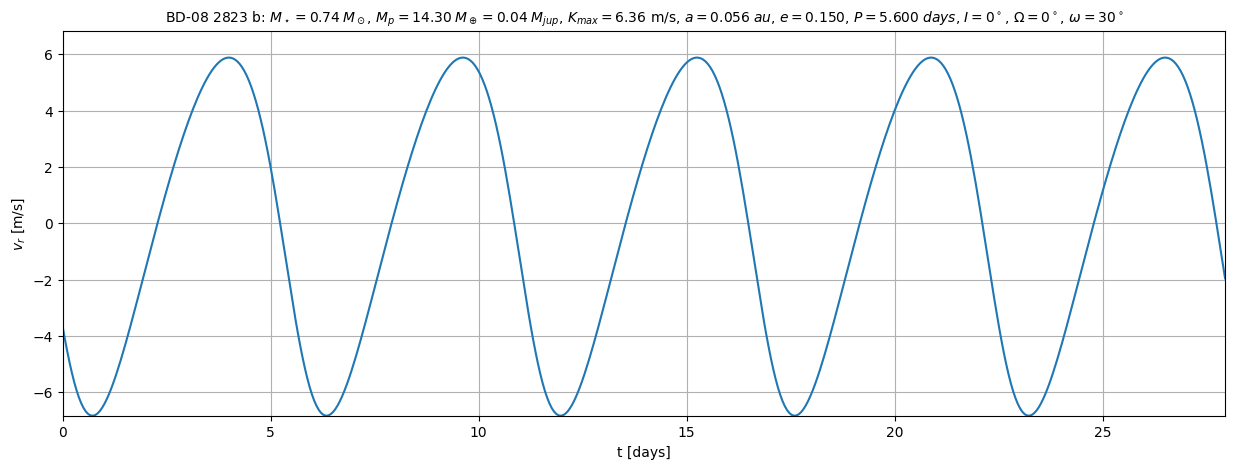 BD-08 2823 b: M⋆ = 0.74 M⊙, Mp = 14.30 M⊕ = 0.04 Mjup, Kmax = 6.36 m/s, a = 0.056 au, e = 0.150, P = 5.600 days, I = 0°, Ω = 0°, ω = 30°
6
4
2
0
−2
−4
−6
vr [m/s]
0 5 10 15 20 25
t [days]